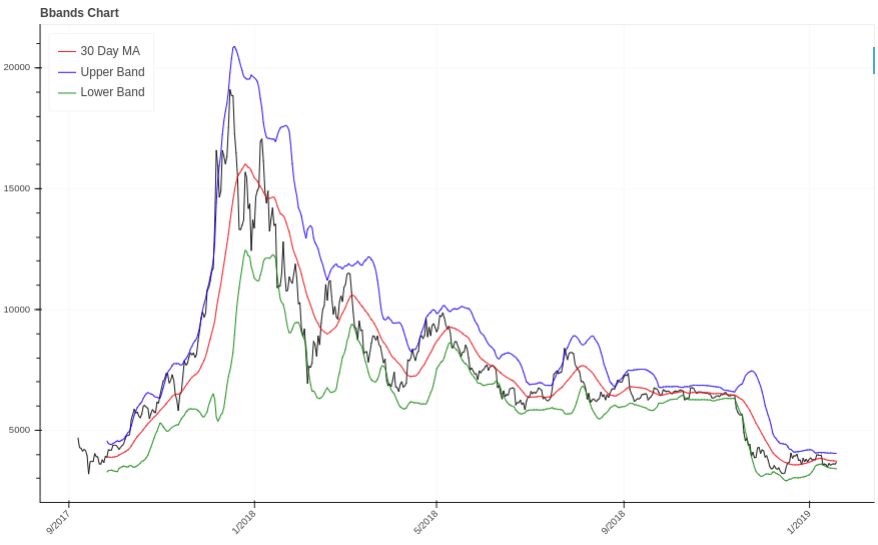 Bbands Chart
30 Day MA
Upper Band
Lower Band
20000
15000
10000
5000
9/2017
1/2018
5/2018
9/2018
1/2019